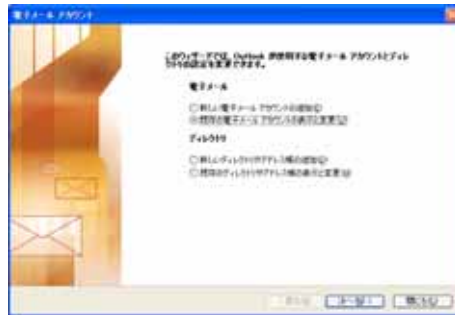 電子メール アカウント
このウィザードでは、Outlook が使用する電子メール アカウントとディレ
クトリの設定を変更できます。
電子メール
新しい電子メール アカウントの追加(E)
既存の電子メール アカウントの表示と変更(V)
ディレクトリ
新しいディレクトリやアドレス帳の追加(D)
既存のディレクトリやアドレス帳の表示と変更(W)
次へ(N) >
閉じる(C)